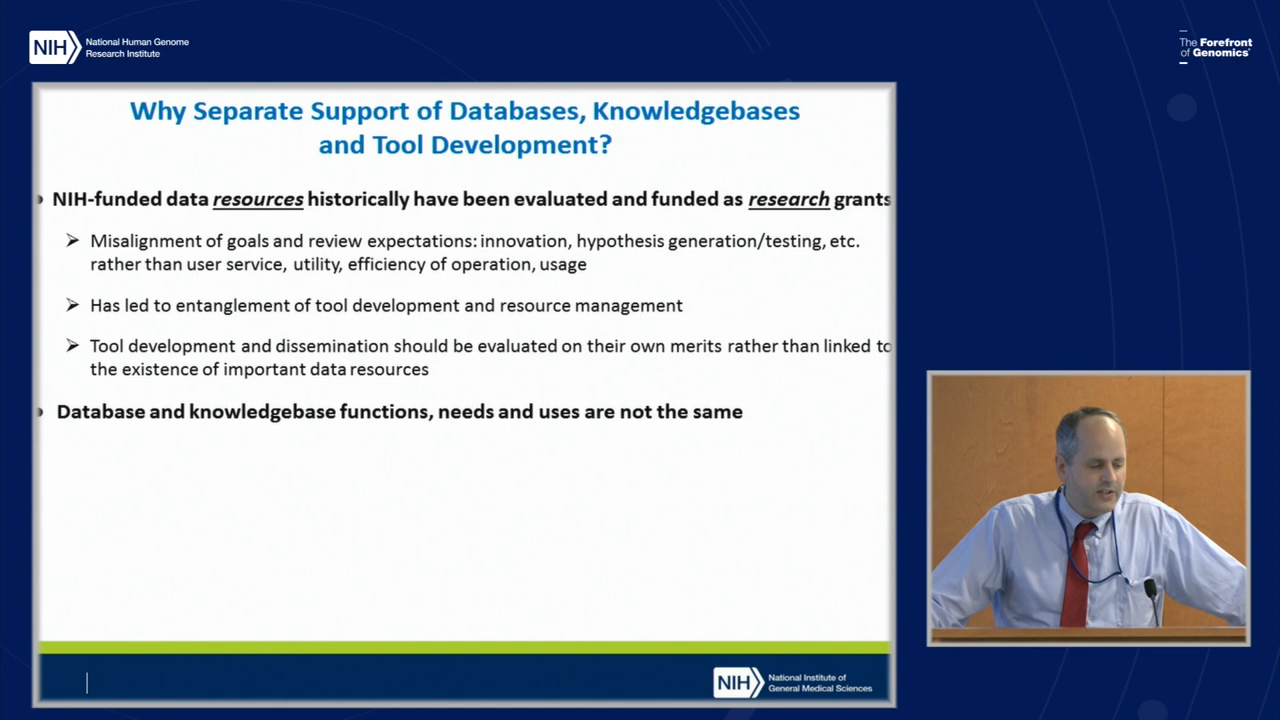 NIH
National Human Genome
Research Institute
The Forefront
of Genomics
Why Separate Support of Databases, Knowledgebases
and Tool Development?
NIH-funded data resources historically have been evaluated and funded as research grants
Misalignment of goals and review expectations: innovation, hypothesis generation/testing, etc.
rather than user service, utility, efficiency of operation, usage
Has led to entanglement of tool development and resource management
Tool development and dissemination should be evaluated on their own merits rather than linked to
the existence of important data resources
Database and knowledgebase functions, needs and uses are not the same
NIH
National Institute of
General Medical Sciences